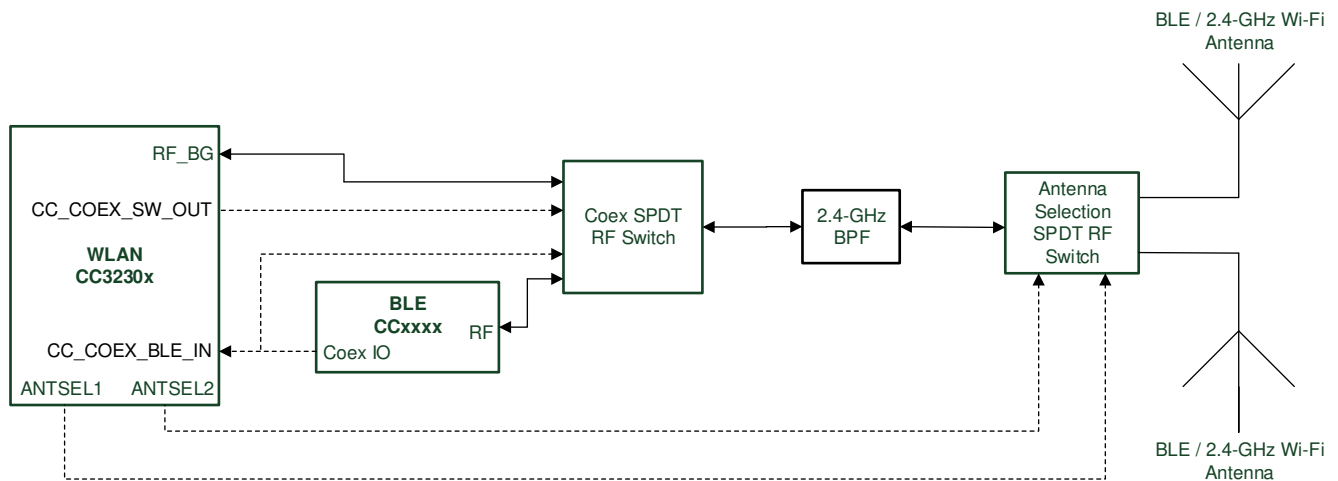 BLE / 2.4-GHz Wi-Fi
Antenna
RF_BG
CC_COEX_SW_OUT
WLAN
CC3230x
CC_COEX_BLE_IN
ANTSEL1 ANTSEL2
BLE
CCxxxx
RF
Coex IO
Coex SPDT
RF Switch
2.4-GHz
BPF
Antenna
Selection
SPDT RF
Switch
BLE / 2.4-GHz Wi-Fi
Antenna